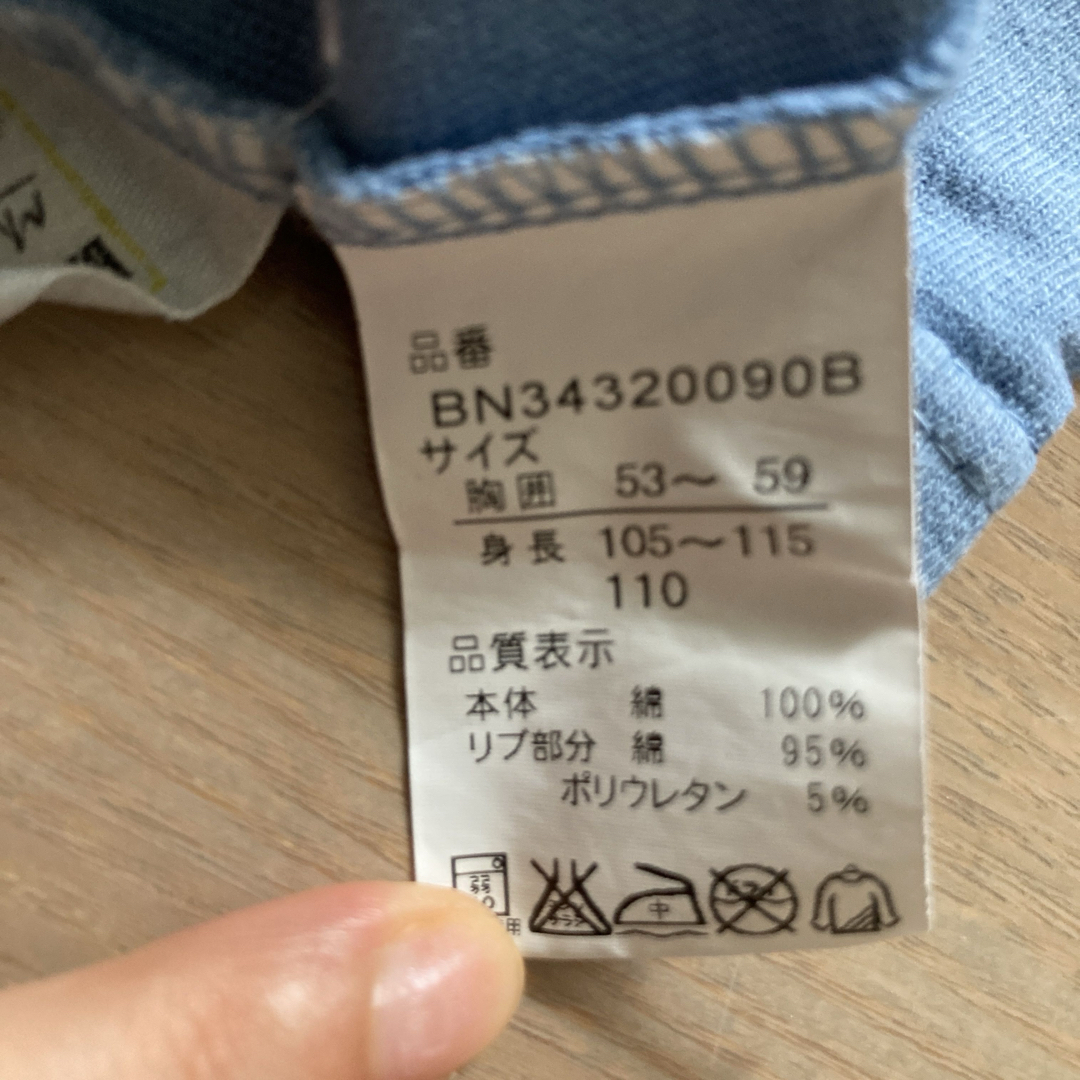 品番
BN34320090B
サイズ
胸囲 53〜 59
身長 105〜115
110
品質表示
本体 綿 100%
リブ部分 綿 95%
ポリウレタン 5%
弱
中